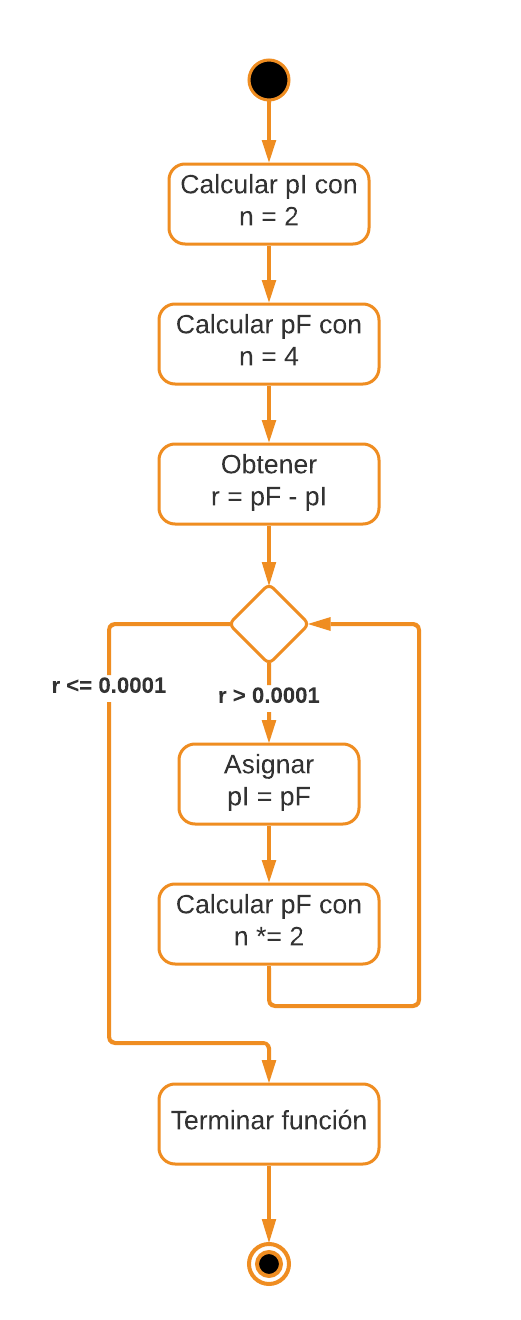 Calcular pI con
n = 2
Calcular pF con
n = 4
Obtener
r = pF - pI
r <= 0.0001
r > 0.0001
Asignar
pI = pF
Calcular pF con
n *= 2
Terminar función